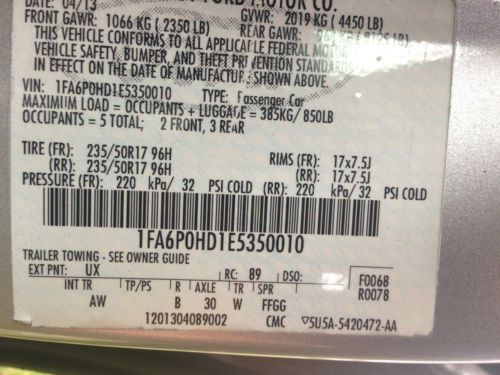 04/13 FORD MOTOR CO.
FRONT GAWR: 1066 KG ( 2350 LB) GVWR: 2019 KG ( 4450 LB)
THIS VEHICLE CONFORMS TO ALL APPLICABLE FEDERAL MOTOR REAR GAWR:
VEHICLE SAFETY, BUMPER, AND THEFT PREVENTION STANDARDS
IN EFFECT ON THE DATE OF MANUFACTURE
VIN: 1FA6P0HD1E5350010 TYPE: Passenger Car
MAXIMUM LOAD = OCCUPANTS + LUGGAGE = 385KG/ 850LB
OCCUPANTS = 5 TOTAL; 2 FRONT, 3 REAR
TIRE (FR): 235/50R17 96H RIMS (FR): 17x7.5J
(RR): 235/50R17 96H (RR): 17x7.5J
PRESSURE (FR): 220 kPa/ 32 PSI COLD (RR): 220 kPa/ 32 PSI COLD
1FA6P0HD1E5350010
TRAILER TOWING - SEE OWNER GUIDE
EXT PNT: UX RC: 89 DSO: F0068
INT TR TP/PS R AXLE TR SPR R0078
AW B 30 W FFGG
1201304089002 CMC ▽5U5A-5420472-AA